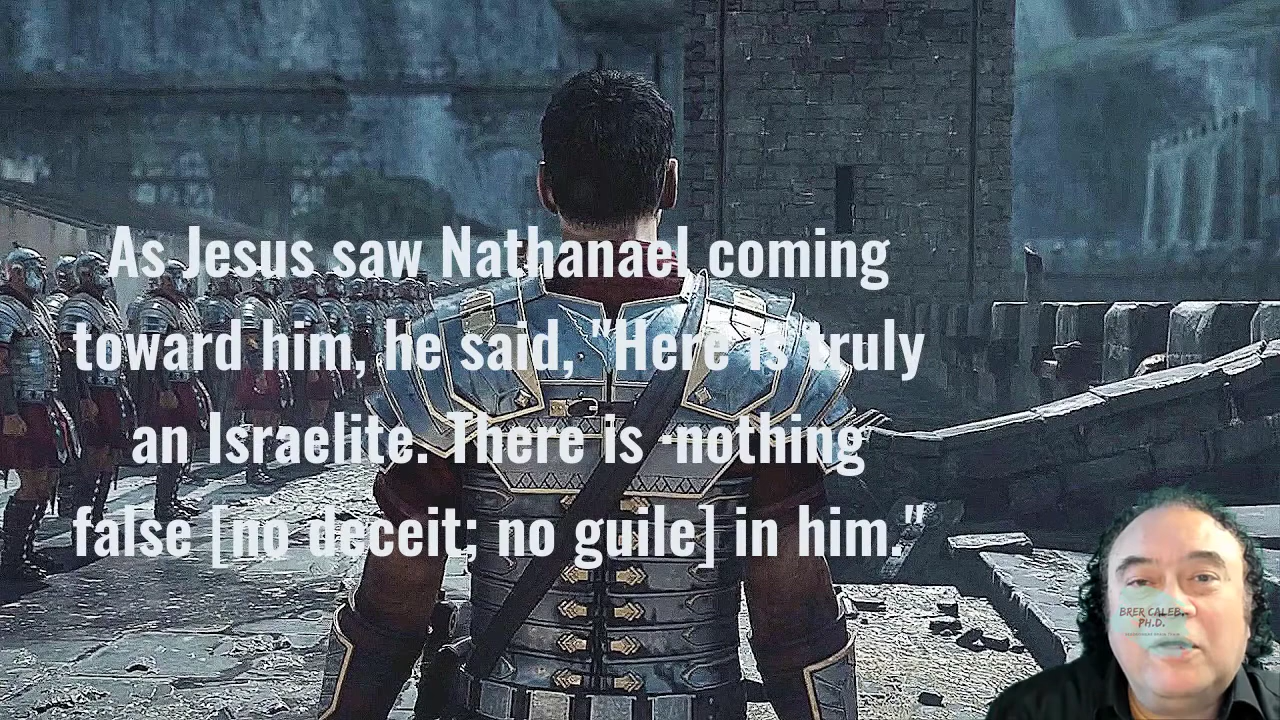 As Jesus saw Nathanael coming
toward him, he said, "Here is truly
an Israelite. There is ·nothing
false [no deceit; no guile] in him."
BRER CALEB,
PH.D.